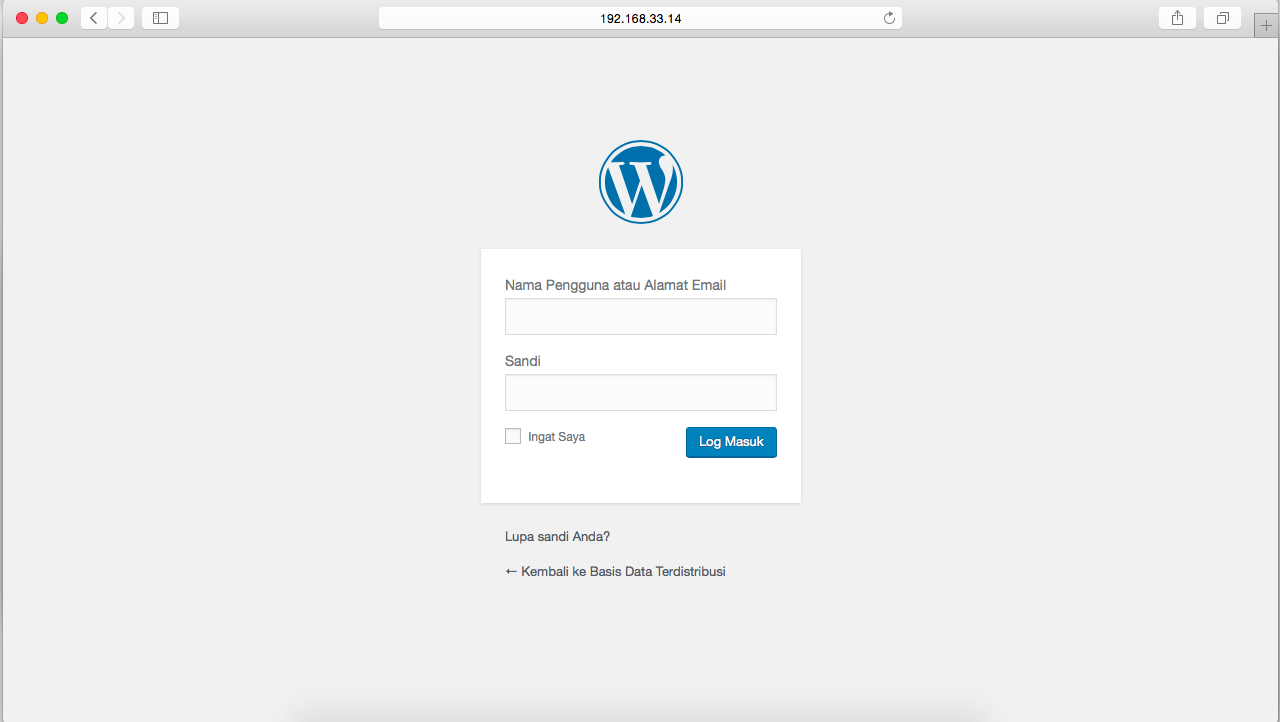 192.168.33.14
Nama Pengguna atau Alamat Email
Sandi
Ingat Saya
Log Masuk
Lupa sandi Anda?
← Kembali ke Basis Data Terdistribusi